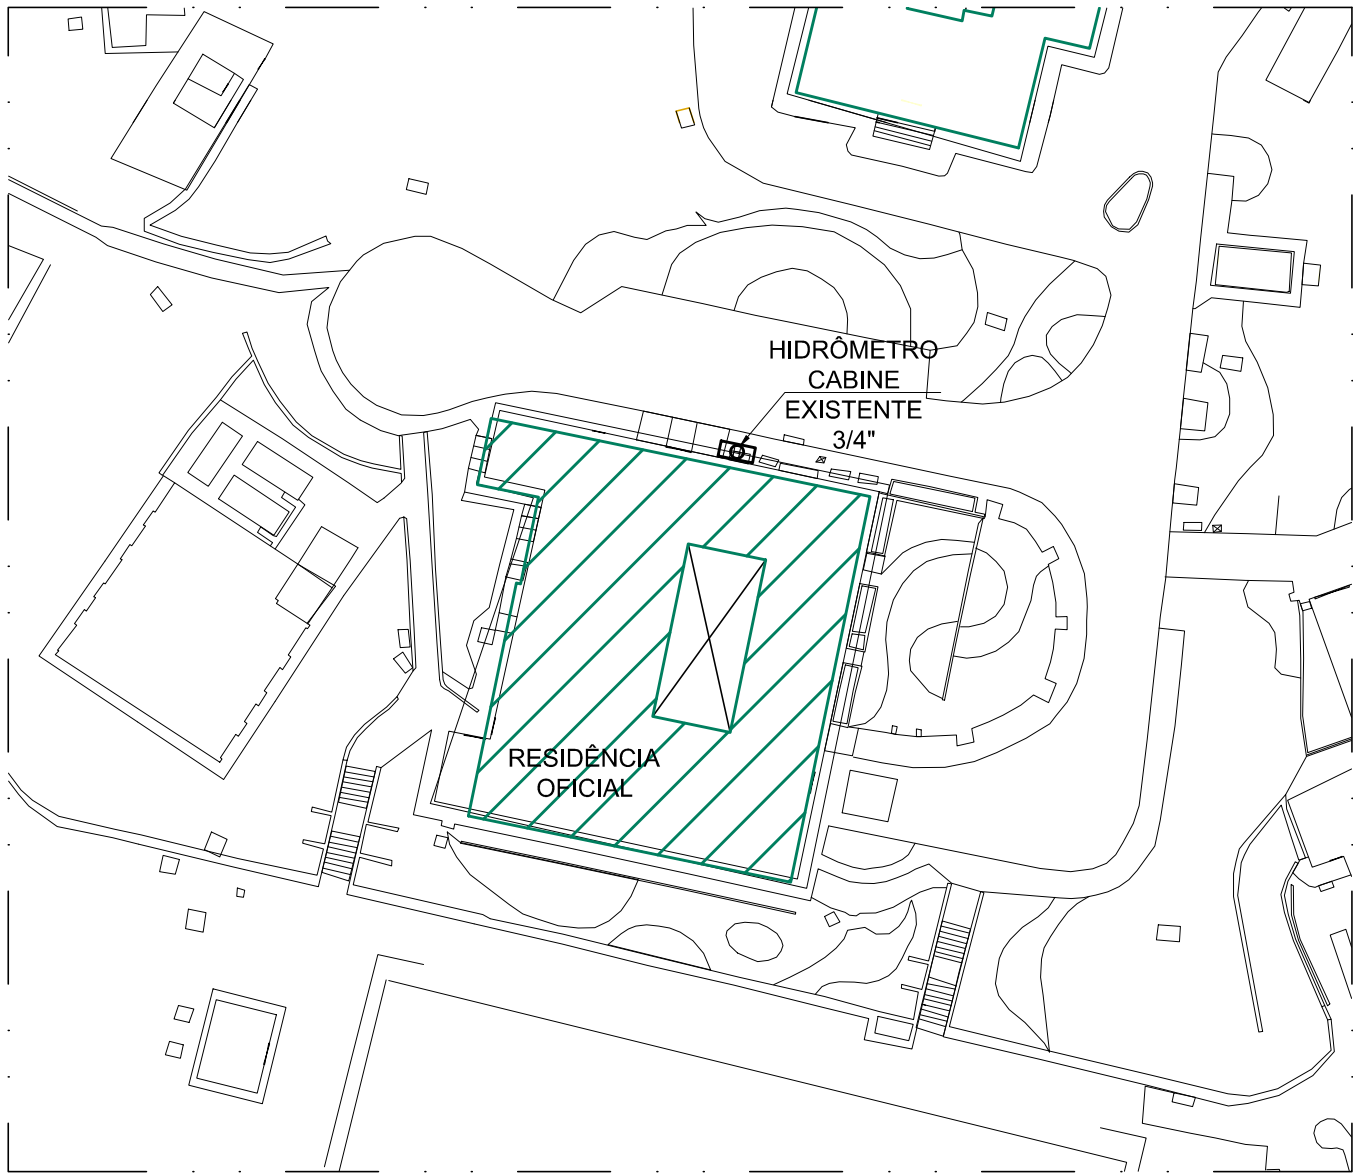 HIDRÔMETRO
CABINE
EXISTENTE
3/4"
RESIDÊNCIA
OFICIAL